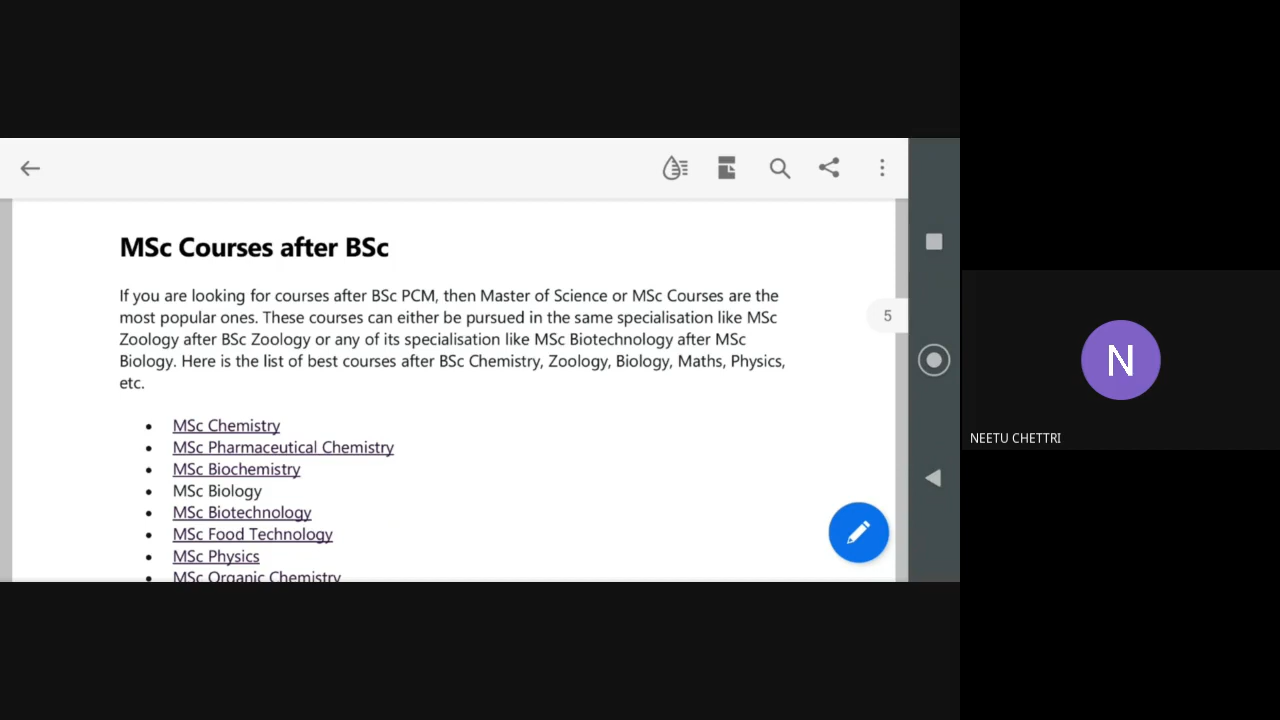 MSc Courses after BSc
If you are looking for courses after BSc PCM, then Master of Science or MSc Courses are the
most popular ones. These courses can either be pursued in the same specialisation like MSc
Zoology after BSc Zoology or any of its specialisation like MSc Biotechnology after MSc
Biology. Here is the list of best courses after BSc Chemistry, Zoology, Biology, Maths, Physics,
etc.
• MSc Chemistry
• MSc Pharmaceutical Chemistry
• MSc Biochemistry
• MSc Biology
• MSc Biotechnology
• MSc Food Technology
• MSc Physics
• MSc Organic Chemistry
5
N
NEETU CHETTRI